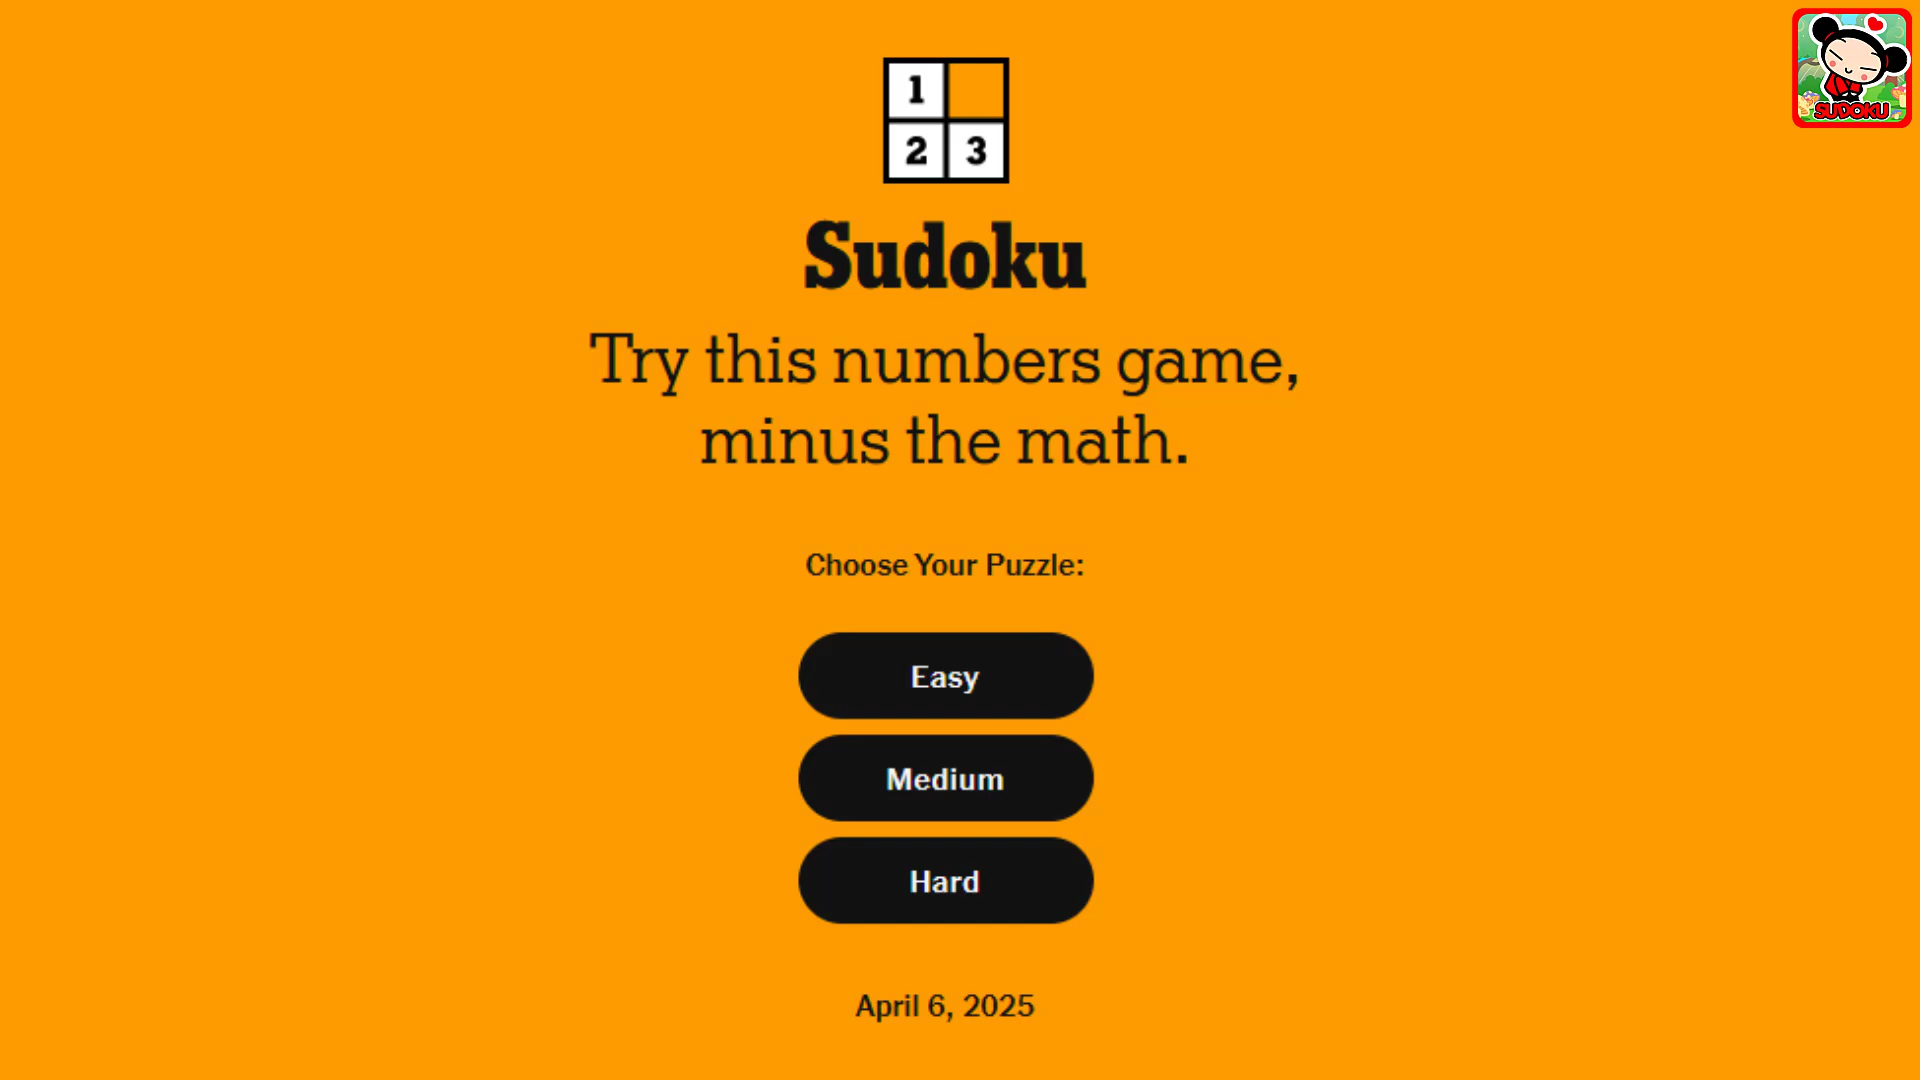 1
2 3
SUDOKU
Sudoku
Try this numbers game,
minus the math.
Choose Your Puzzle:
Easy
Medium
Hard
April 6, 2025